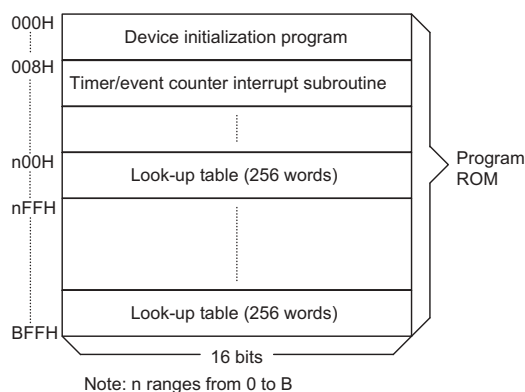 000H
Device initialization program
008H
Timer/event counter interrupt subroutine
n00H
Look-up table (256 words)
nFFH
Program
ROM
Look-up table (256 words)
BFFH
16 bits
Note: n ranges from 0 to B